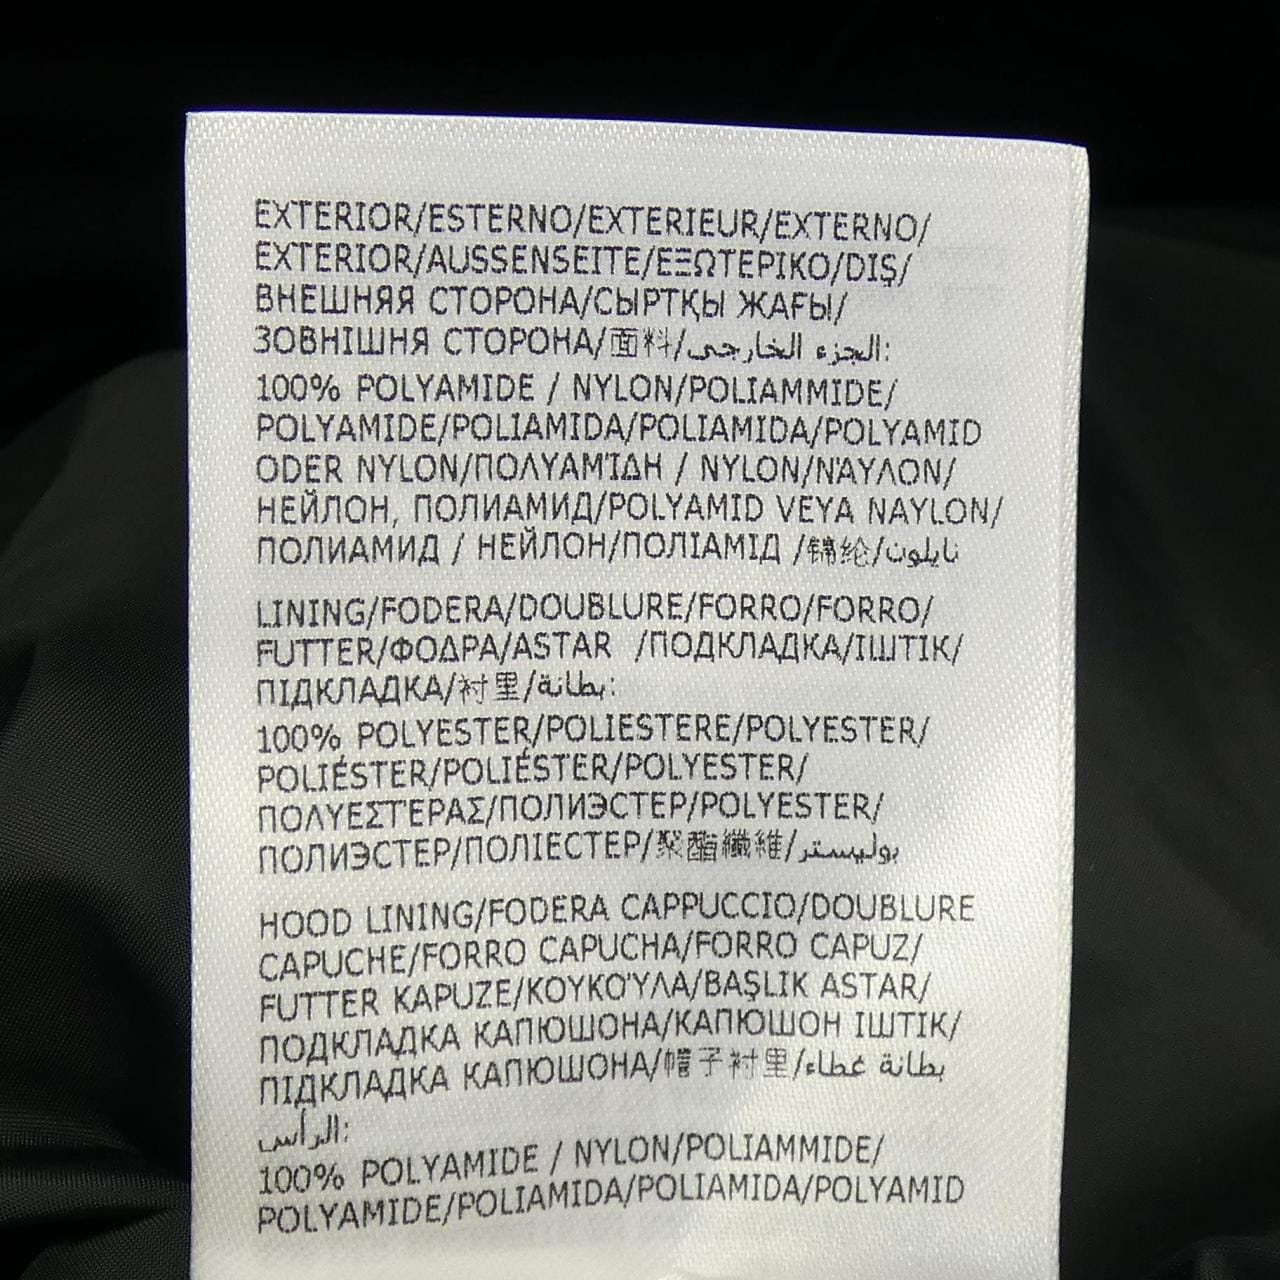 EXTERIOR/ESTERNO/EXTERIEUR/EXTERNO/
EXTERIOR/AUSSENSEITE/ΕΞΩΤΕΡΙΚΟ/DIŞ/
ВНЕШНЯЯ СТОРОНА/СЫРТҚЫ ЖАҒЫ/
ЗОВНІШНЯ СТОРОНА/面料/الجزء الخارجي:
100% POLYAMIDE / NYLON/POLIAMMIDE/
POLYAMIDE/POLIAMIDA/POLIAMIDA/POLYAMID
ODER NYLON/ΠΟΛΥΑΜΊΔΗ / NYLON/ΝΆΥΛΟΝ/
НЕЙЛОН, ПОЛИАМИД/POLYAMID VEYA NAYLON/
ПОЛИАМИД / НЕЙЛОН/ПОЛІАМІД /锦纶/نايلون
LINING/FODERA/DOUBLURE/FORRO/FORRO/
FUTTER/ΦΟΔΡΑ/ASTAR /ПОДКЛАДКА/ІШТІК/
ПІДКЛАДКА/衬里/بطانة:
100% POLYESTER/POLIESTERE/POLYESTER/
POLIÉSTER/POLIÉSTER/POLYESTER/
ΠΟΛΥΕΣΤΈΡΑΣ/ПОЛИЭСТЕР/POLYESTER/
ПОЛИЭСТЕР/ПОЛІЕСТЕР/聚酯纖維/بوليستر
HOOD LINING/FODERA CAPPUCCIO/DOUBLURE
CAPUCHE/FORRO CAPUCHA/FORRO CAPUZ/
FUTTER KAPUZE/ΚΟΥΚΟΎΛΑ/BAŞLIK ASTAR/
ПОДКЛАДКА КАПЮШОНА/КАПЮШОН ІШТІК/
ПІДКЛАДКА КАПЮШОНА/帽子衬里/بطانة غطاء
الرأس:
100% POLYAMIDE / NYLON/POLIAMMIDE/
POLYAMIDE/POLIAMIDA/POLIAMIDA/POLYAMID